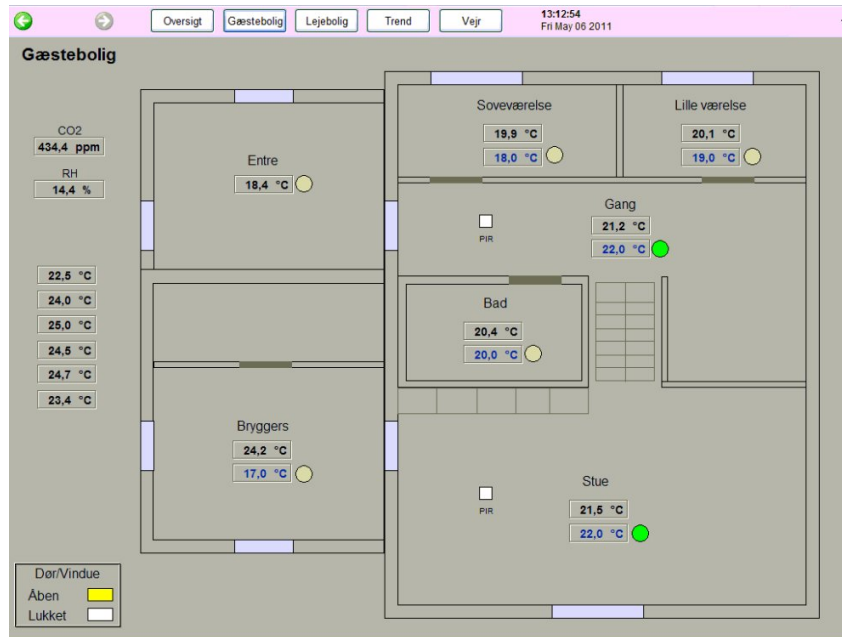 Oversigt Gæstebolig Lejebolig Trend Vejr
13:12:54
Fri May 06 2011
Gæstebolig
CO2
434,4 ppm
RH
14,4 %
22,5 °C
24,0 °C
25,0 °C
24,5 °C
24,7 °C
23,4 °C
Entre
18,4 °C
Soveværelse
19,9 °C
18,0 °C
Lille værelse
20,1 °C
19,0 °C
Gang
21,2 °C
22,0 °C
PIR
Bad
20,4 °C
20,0 °C
Bryggers
24,2 °C
17,0 °C
Stue
21,5 °C
22,0 °C
PIR
Dør/Vindue
Åben
Lukket